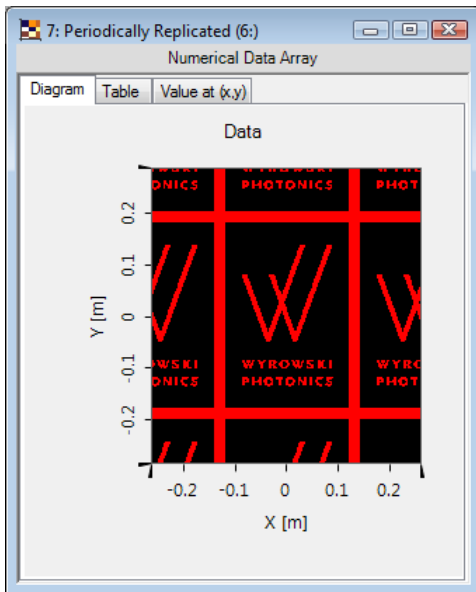 7: Periodically Replicated (6:)
Numerical Data Array
Diagram Table Value at (x,y)
Data
PHOTONICS
0.2
0.1
0
-0.1
-0.2
Y [m]
WYROWSKI
PHOTONICS
-0.2 -0.1 0 0.1 0.2
X [m]